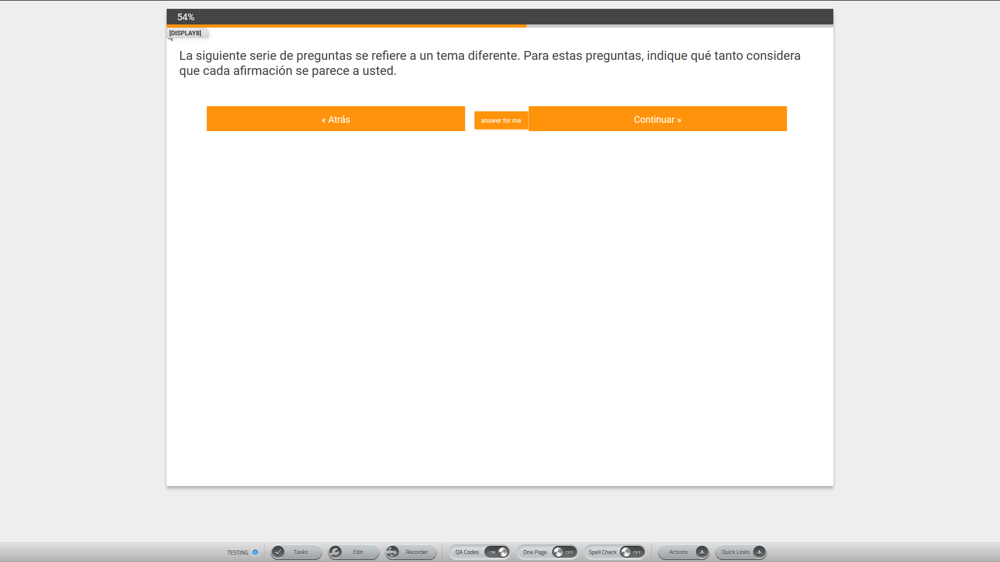 54%
[DISPLAY8]
La siguiente serie de preguntas se refiere a un tema diferente. Para estas preguntas, indique qué tanto considera
que cada afirmación se parece a usted.
« Atrás
answer for me
Continuar »
TESTING
Tasks
Edit
Recorder
QA Codes
ON
One Page
OFF
Spell Check
OFF
Actions
Quick Links